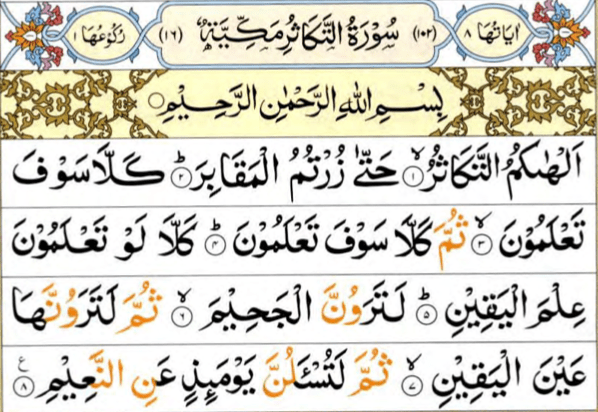 اٰيَاتُهَا ٨ (١٠٢) سُوْرَةُ التَّكَاثُرِ مَكِّيَّةٌ (١٦) رُكُوْعُهَا ١
بِسْمِ اللّٰهِ الرَّحْمٰنِ الرَّحِيْمِ
اَلْهٰىكُمُ التَّكَاثُرُ ۙ﴿١﴾ حَتّٰى زُرْتُمُ الْمَقَابِرَ ؕ﴿٢﴾ كَلَّا سَوْفَ
تَعْلَمُوْنَ ۙ﴿٣﴾ ثُمَّ كَلَّا سَوْفَ تَعْلَمُوْنَ ؕ﴿٤﴾ كَلَّا لَوْ تَعْلَمُوْنَ
عِلْمَ الْيَقِيْنِ ؕ﴿٥﴾ لَتَرَوُنَّ الْجَحِيْمَ ۙ﴿٦﴾ ثُمَّ لَتَرَوُنَّهَا
عَيْنَ الْيَقِيْنِ ۙ﴿٧﴾ ثُمَّ لَتُسْـَٔلُنَّ يَوْمَئِذٍ عَنِ النَّعِيْمِ ﴿٨﴾ ع